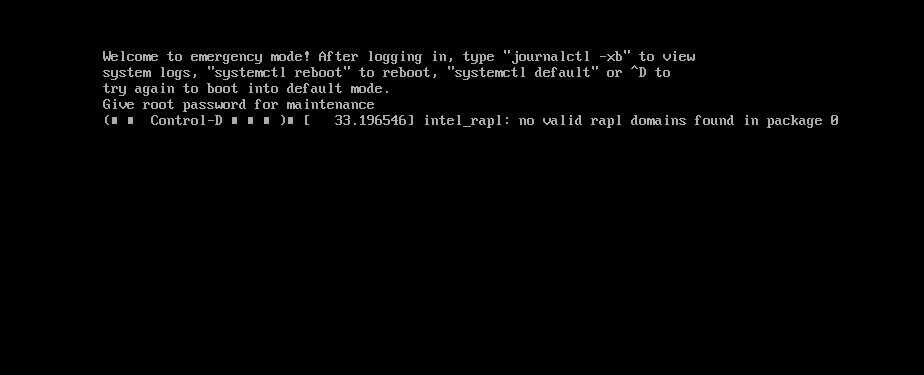 Welcome to emergency mode! After logging in, type "journalctl -xb" to view
system logs, "systemctl reboot" to reboot, "systemctl default" or ^D to
try again to boot into default mode.
Give root password for maintenance
(■ ■ Control-D ■ ■ ■ )■ [   33.196546] intel_rapl: no valid rapl domains found in package 0